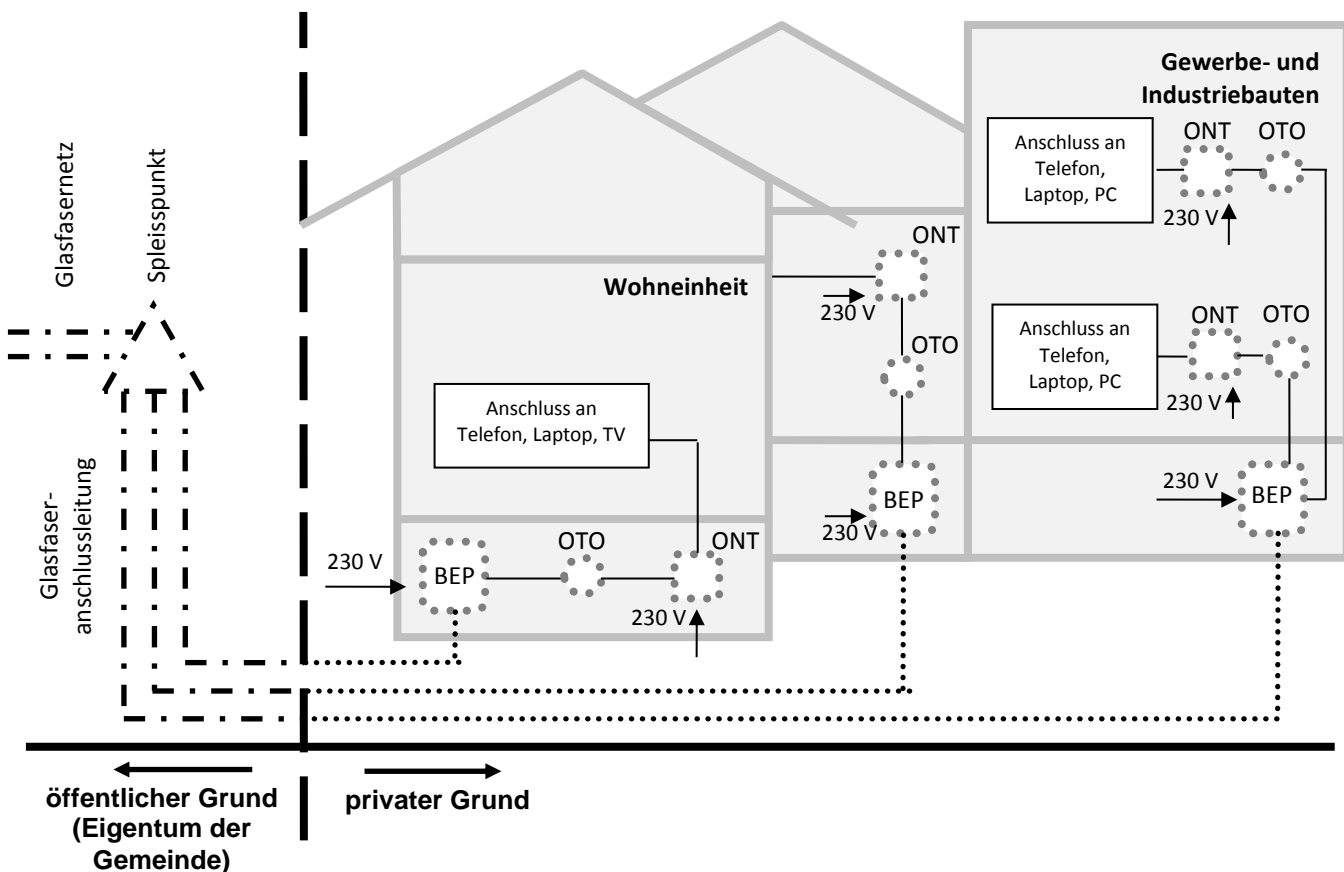 Gewerbe- und
Industriebauten
ONT
OTO
Anschluss an
Telefon,
Laptop, PC
230 V
Glasfasernetz
Spleisspunkt
ONT
Wohneinheit
230 V
OTO
ONT
OTO
Anschluss an
Telefon,
Laptop, PC
230 V
Anschluss an
Telefon, Laptop, TV
Glasfaser-
anschlussleitung
BEP
230 V
230 V
BEP
OTO
ONT
230 V
BEP
230 V
öffentlicher Grund
(Eigentum der
Gemeinde)
privater Grund